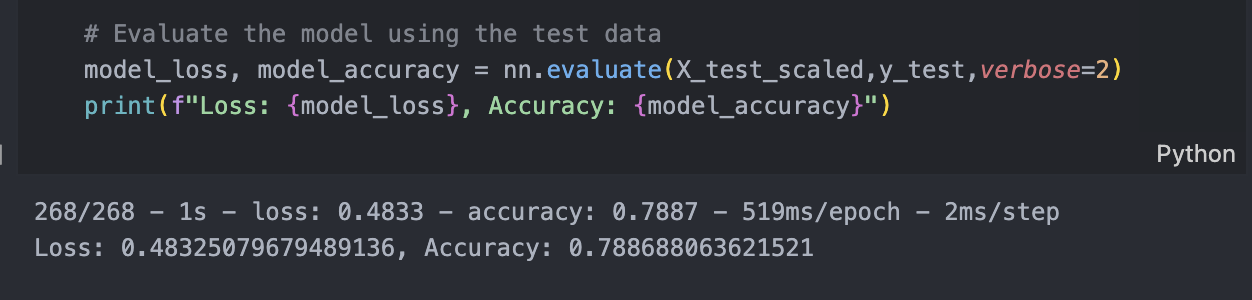 # Evaluate the model using the test data
model_loss, model_accuracy = nn.evaluate(X_test_scaled,y_test,verbose=2)
print(f"Loss: {model_loss}, Accuracy: {model_accuracy}")
Python
268/268 - 1s - loss: 0.4833 - accuracy: 0.7887 - 519ms/epoch - 2ms/step
Loss: 0.48325079679489136, Accuracy: 0.788688063621521